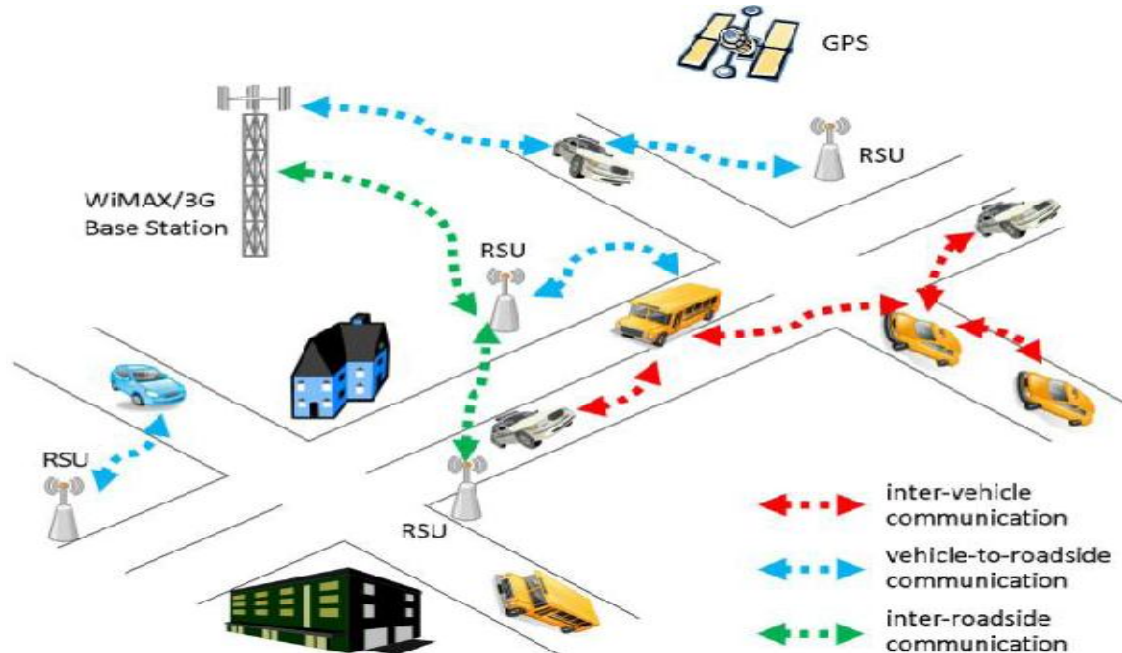 GPS
RSU
WiMAX/3G
Base Station
RSU
RSU
RSU
inter-vehicle
communication
vehicle-to-roadside
communication
inter-roadside
communication